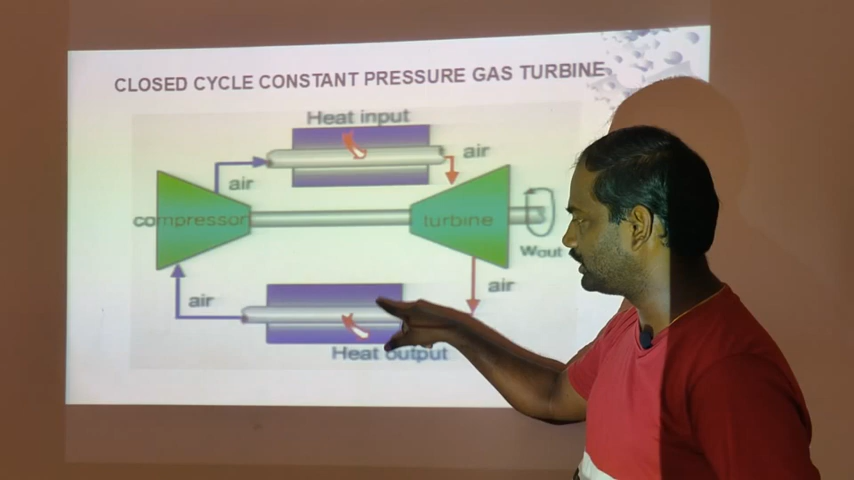 CLOSED CYCLE CONSTANT PRESSURE GAS TURBINE
Heat input
air
air
compressor
turbine
Wout
air
air
Heat output